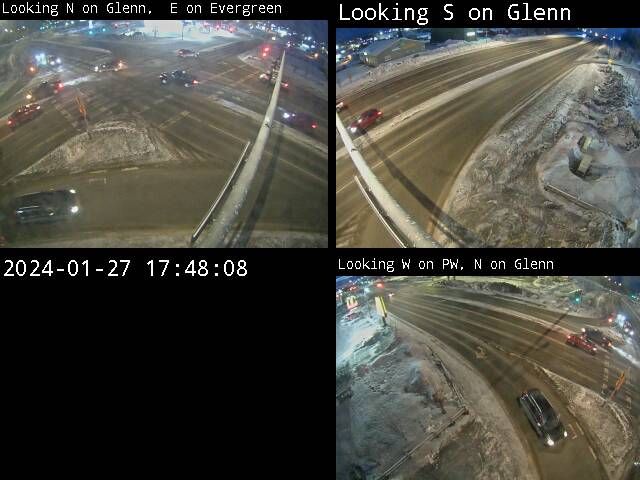 Looking N on Glenn,  E on Evergreen
Looking S on Glenn
2024-01-27 17:48:08
Looking W on PW, N on Glenn